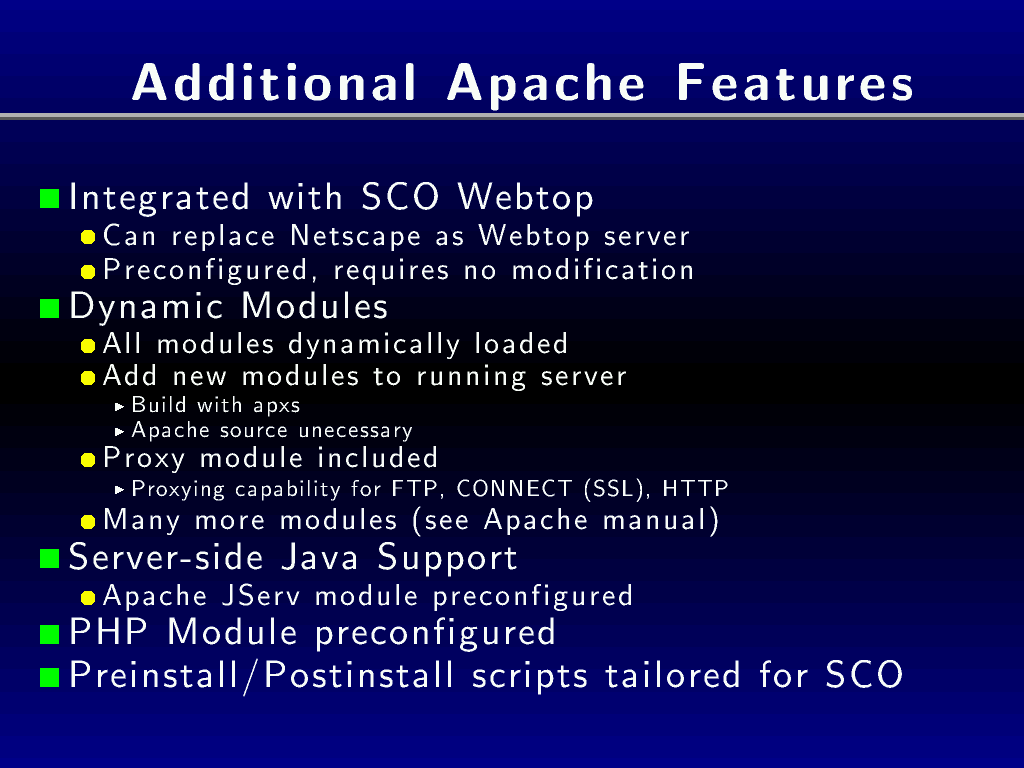 Additional Apache Features
Integrated with SCO Webtop
Can replace Netscape as Webtop server
Preconfigured, requires no modification
Dynamic Modules
All modules dynamically loaded
Add new modules to running server
Build with apxs
Apache source unecessary
Proxy module included
Proxying capability for FTP, CONNECT (SSL), HTTP
Many more modules (see Apache manual)
Server-side Java Support
Apache JServ module preconfigured
PHP Module preconfigured
Preinstall/Postinstall scripts tailored for SCO